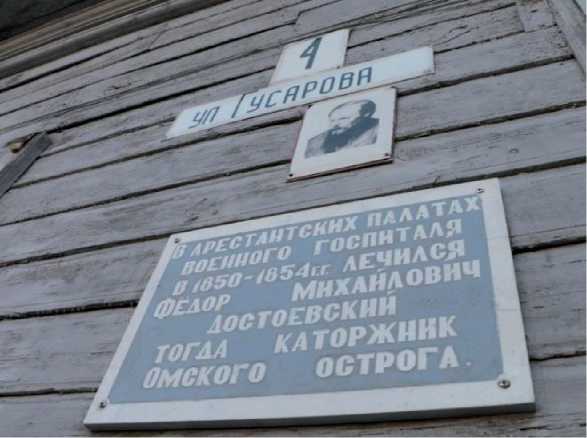 4
УЛ ГУСАРОВА
В АРЕСТАНТСКИХ ПАЛАТАХ
ВОЕННОГО ГОСПИТАЛЯ
В 1850-1854 гг. ЛЕЧИЛСЯ
ФЕДОР МИХАЙЛОВИЧ
ДОСТОЕВСКИЙ
ТОГДА КАТОРЖНИК
ОМСКОГО ОСТРОГА.